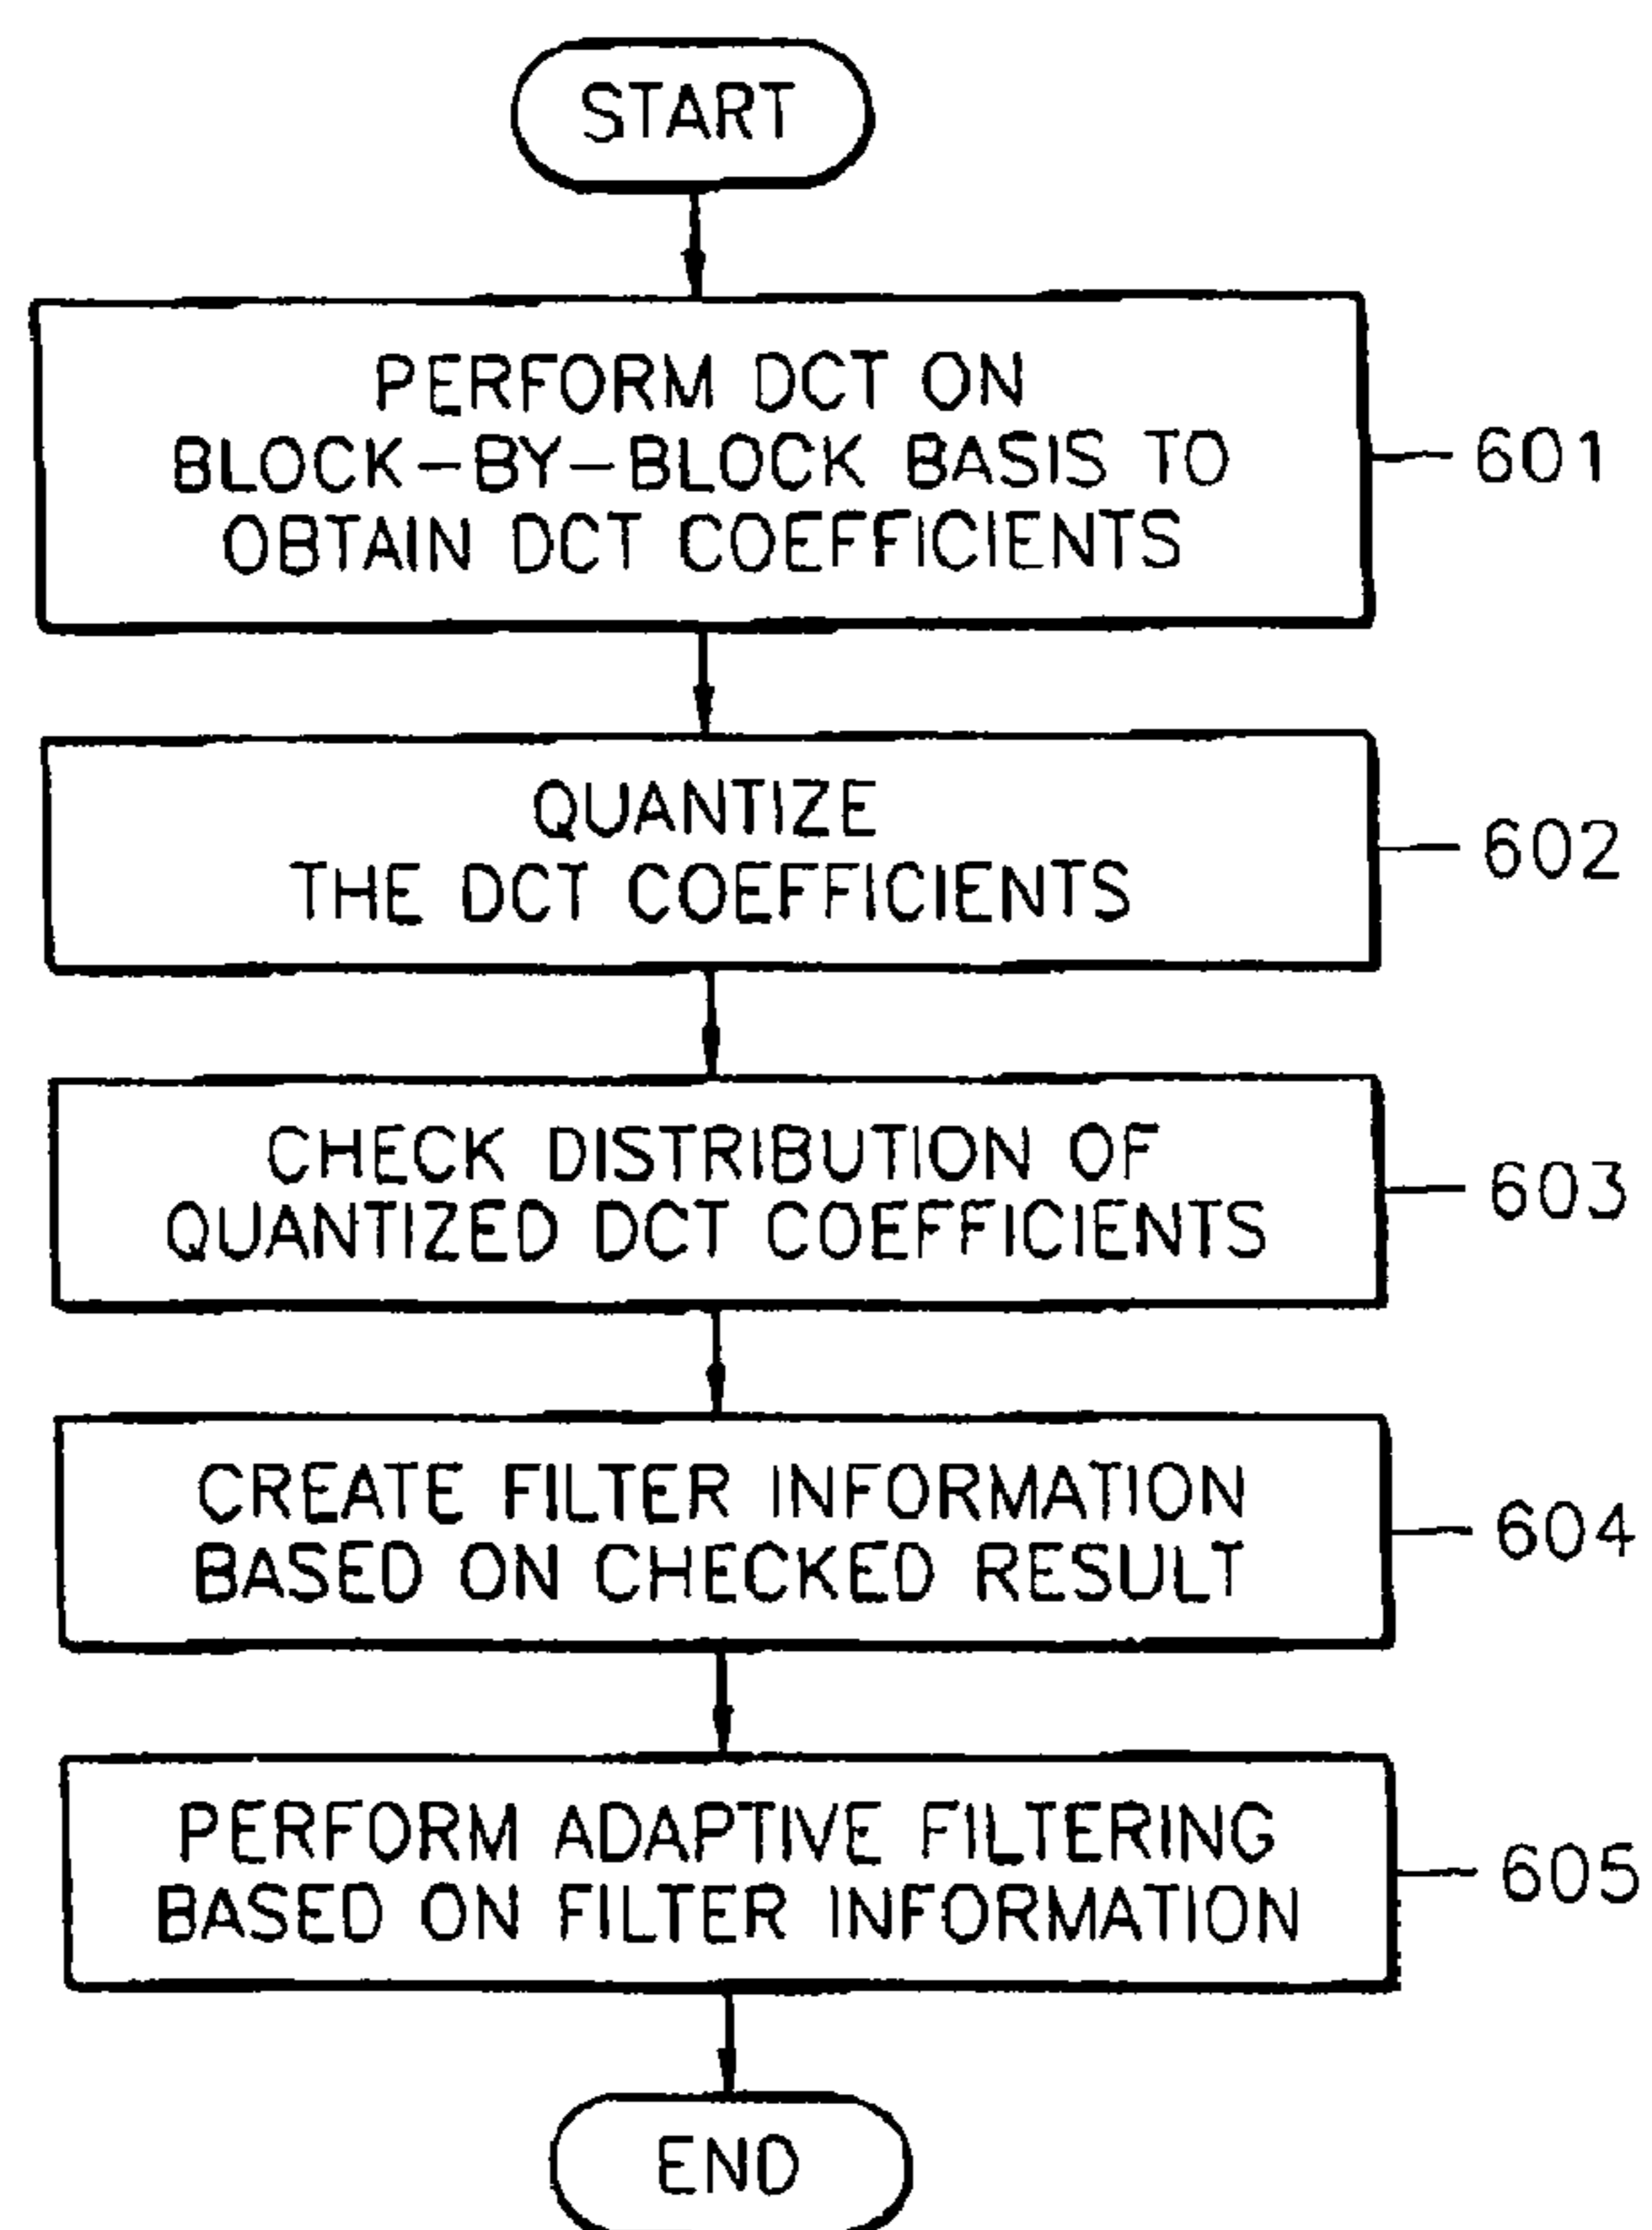 START
PERFORM DCT ON
BLOCK-BY-BLOCK BASIS TO
OBTAIN DCT COEFFICIENTS
601
QUANTIZE
THE DCT COEFFICIENTS
602
CHECK DISTRIBUTION OF
QUANTIZED DCT COEFFICIENTS
603
CREATE FILTER INFORMATION
BASED ON CHECKED RESULT
604
PERFORM ADAPTIVE FILTERING
BASED ON FILTER INFORMATION
605
END